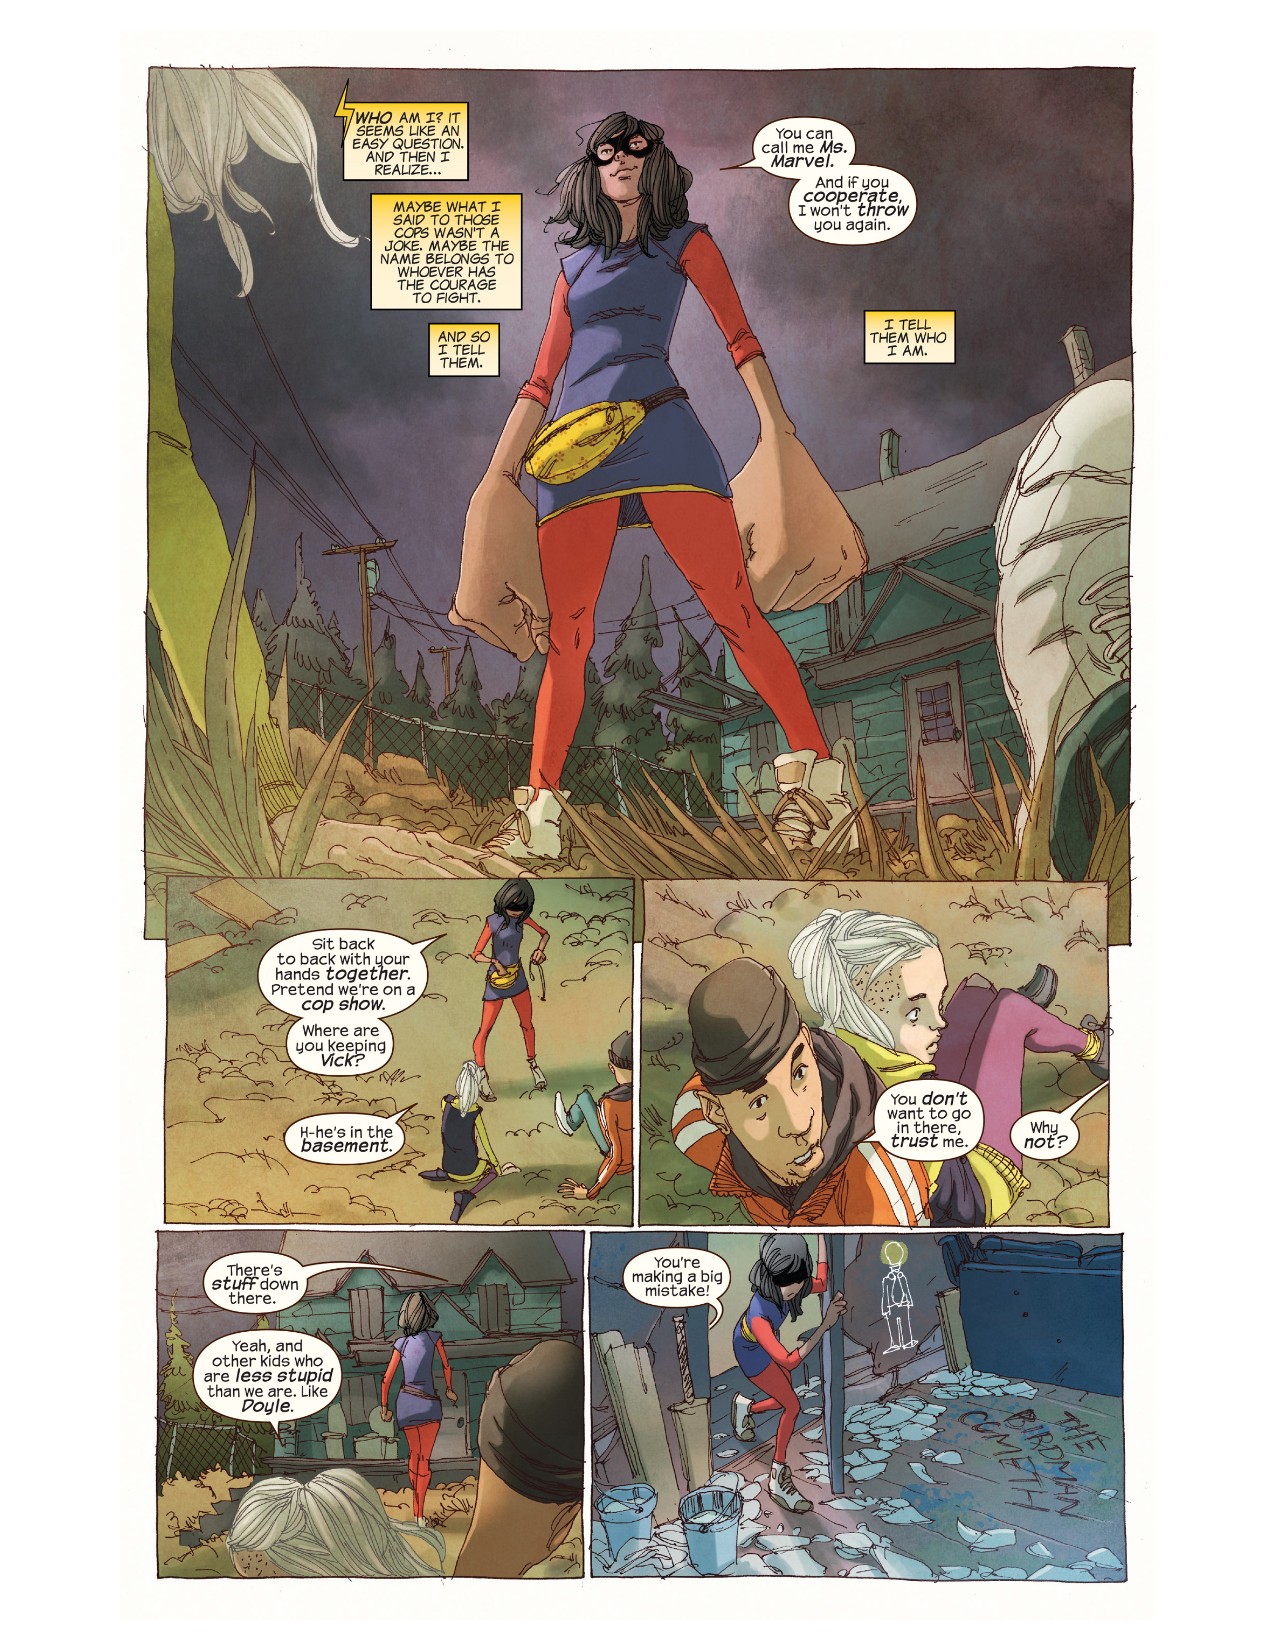 WHO AM I? IT
SEEMS LIKE AN
EASY QUESTION.
AND THEN I
REALIZE...
MAYBE WHAT I
SAID TO THOSE
COPS WASN'T A
JOKE. MAYBE THE
NAME BELONGS TO
WHOEVER HAS
THE COURAGE
TO FIGHT.
AND SO
I TELL
THEM.
You can
call me Ms.
Marvel.
And if you
cooperate,
I won't throw
you again.
I TELL
THEM WHO
I AM.
Sit back
to back with your
hands together.
Pretend we're on a
cop show.
Where are
you keeping
Vick?
H-he's in the
basement.
You don't
want to go
in there,
trust me.
Why
not?
There's
stuff down
there.
Yeah, and
other kids who
are less stupid
than we are. Like
Doyle.
You're
making a big
mistake!
THE
BIRDMAN
COMETH